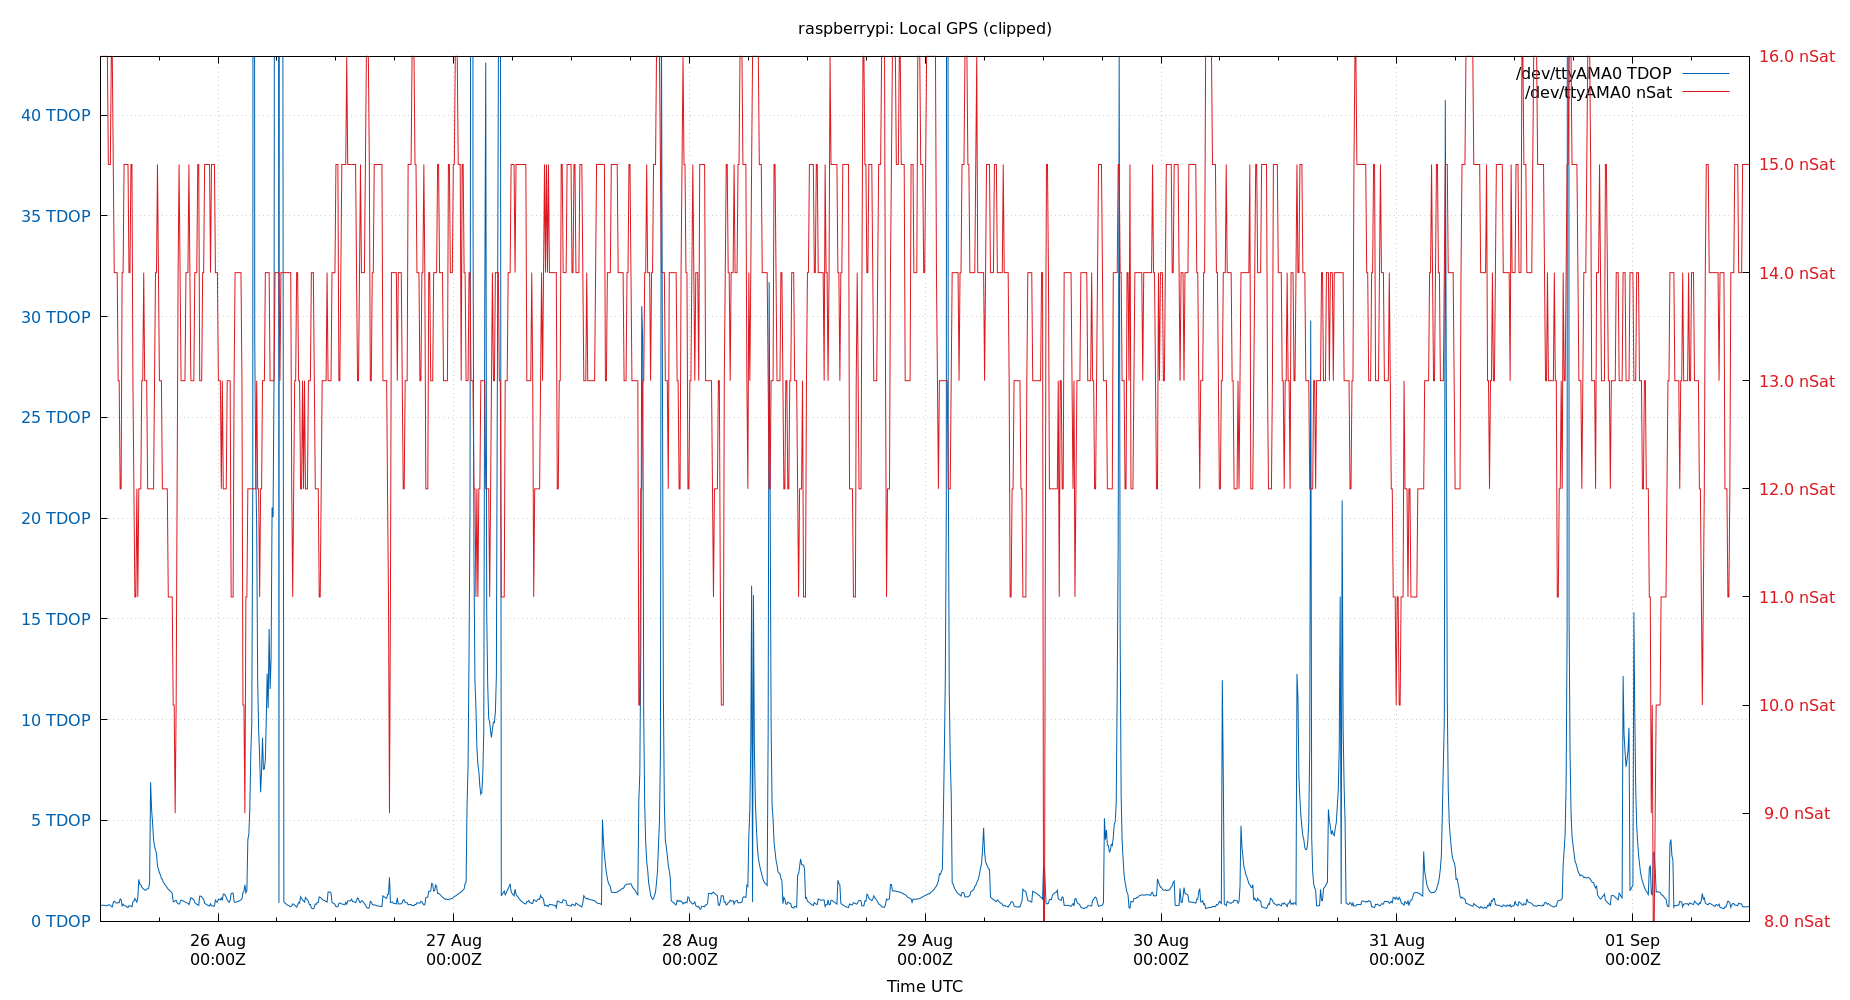 raspberrypi: Local GPS (clipped)
/dev/ttyAMA0 TDOP
/dev/ttyAMA0 nSat
40 TDOP
35 TDOP
30 TDOP
25 TDOP
20 TDOP
15 TDOP
10 TDOP
5 TDOP
0 TDOP
16.0 nSat
15.0 nSat
14.0 nSat
13.0 nSat
12.0 nSat
11.0 nSat
10.0 nSat
9.0 nSat
8.0 nSat
26 Aug
00:00Z
27 Aug
00:00Z
28 Aug
00:00Z
29 Aug
00:00Z
30 Aug
00:00Z
31 Aug
00:00Z
01 Sep
00:00Z
Time UTC